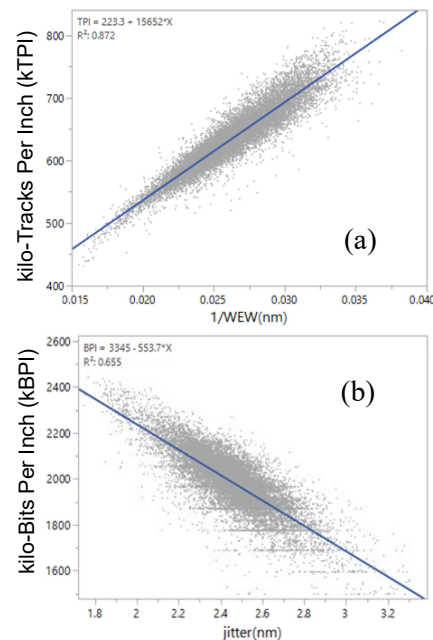 kilo-Tracks Per Inch (kTPI)
TPI = 223.3 + 15652*X
R²: 0.872
800
700
600
500
400
(a)
0.015 0.020 0.025 0.030 0.035 0.040
1/WEW(nm)
kilo-Bits Per Inch (kBPI)
BPI = 3345 - 553.7*X
R²: 0.655
2600
2400
2200
2000
1800
1600
(b)
1.8 2 2.2 2.4 2.6 2.8 3 3.2
jitter(nm)